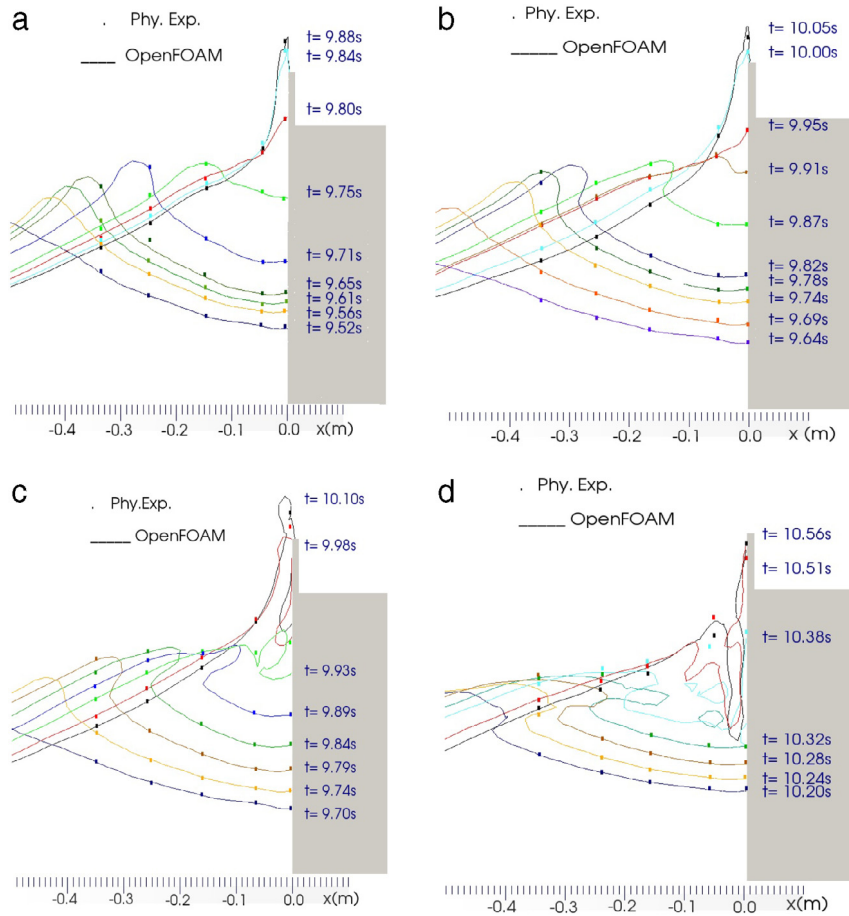 a
. Phy. Exp.
____ OpenFOAM
t= 9.88s
t= 9.84s
t= 9.80s
t= 9.75s
t= 9.71s
t= 9.65s
t= 9.61s
t= 9.56s
t= 9.52s
-0.4 -0.3 -0.2 -0.1 0.0 x(m)
b
. Phy. Exp.
_____ OpenFOAM
t= 10.05s
t= 10.00s
t= 9.95s
t= 9.91s
t= 9.87s
t= 9.82s
t= 9.78s
t= 9.74s
t= 9.69s
t= 9.64s
-0.4 -0.3 -0.2 -0.1 0.0 x (m)
c
. Phy.Exp.
_____ OpenFOAM
t= 10.10s
t= 9.98s
t= 9.93s
t= 9.89s
t= 9.84s
t= 9.79s
t= 9.74s
t= 9.70s
-0.4 -0.3 -0.2 -0.1 0.0 x(m)
d
. Phy. Exp.
_____ OpenFOAM
t= 10.56s
t= 10.51s
t= 10.38s
t= 10.32s
t= 10.28s
t= 10.24s
t= 10.20s
-0.4 -0.3 -0.2 -0.1 0.0 x(m)